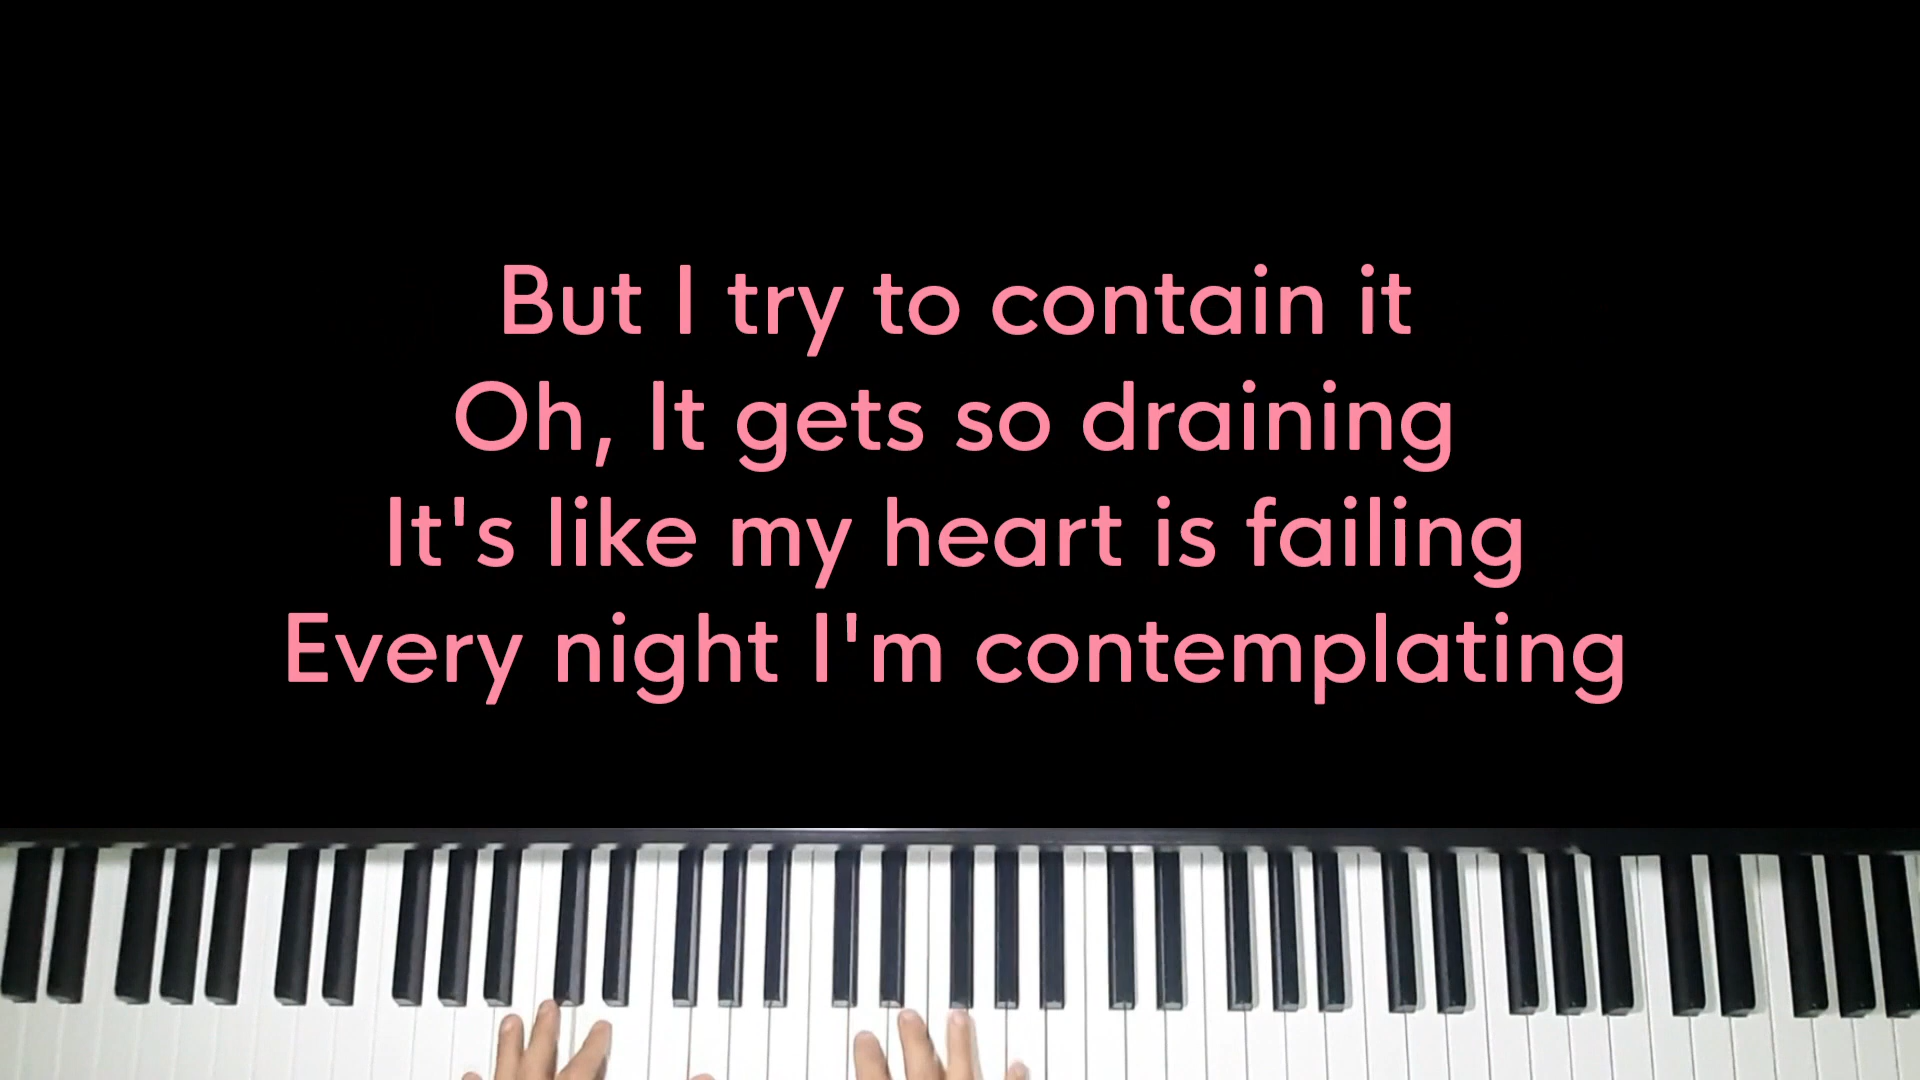 But I try to contain it
Oh, It gets so draining
It's like my heart is failing
Every night I'm contemplating